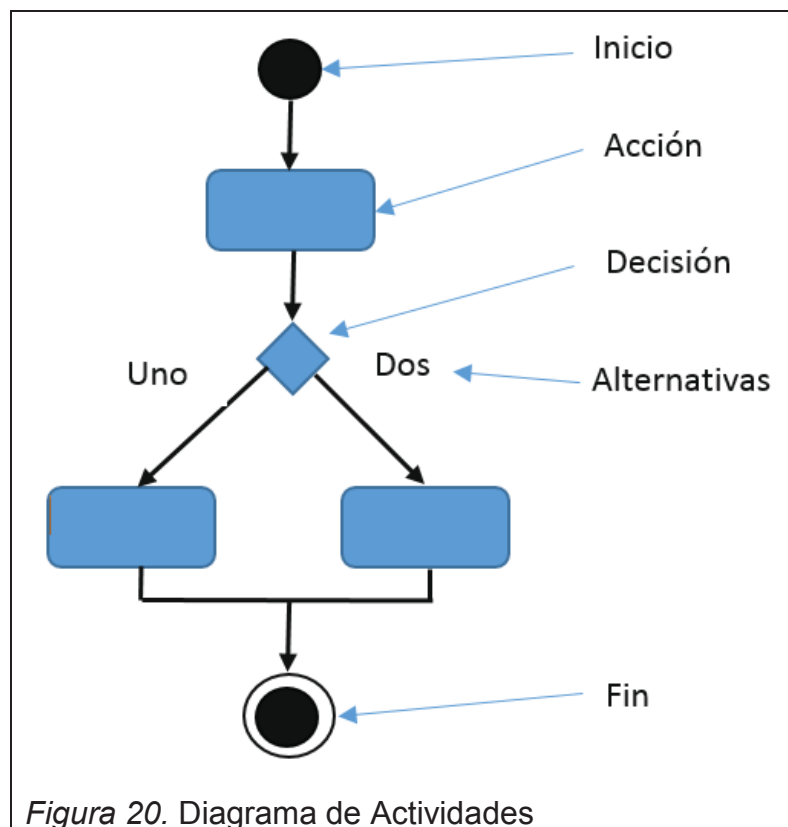 Inicio
Acción
Decisión
Uno
Dos
Alternativas
Fin
Figura 20. Diagrama de Actividades